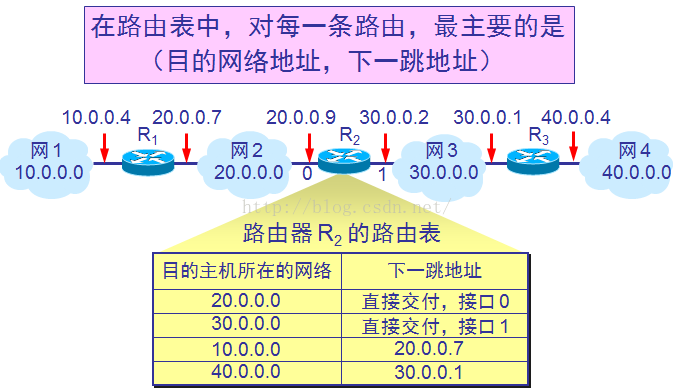 在路由表中，对每一条路由，最主要的是
（目的网络地址，下一跳地址）
10.0.0.4 20.0.0.7 20.0.0.9 30.0.0.2 30.0.0.1 40.0.0.4
R1 R2 R3
网1 网2 网3 网4
10.0.0.0 20.0.0.0 0 1 30.0.0.0 40.0.0.0
http://blog.csdn.net/
路由器 R2 的路由表
目的主机所在的网络 下一跳地址
20.0.0.0 直接交付，接口0
30.0.0.0 直接交付，接口1
10.0.0.0 20.0.0.7
40.0.0.0 30.0.0.1